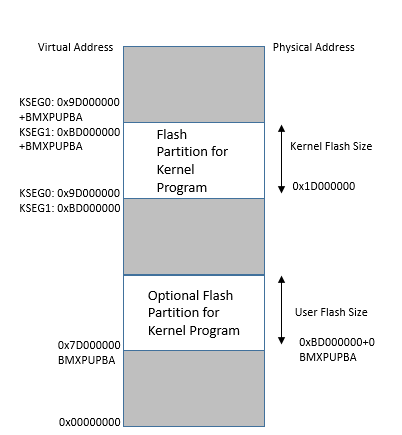 Virtual Address
Physical Address
KSEG0: 0x9D000000
+BMXPUPBA
KSEG1: 0xBD000000
+BMXPUPBA
Flash
Partition for
Kernel
Program
Kernel Flash Size
0x1D000000
KSEG0: 0x9D000000
KSEG1: 0xBD000000
Optional Flash
Partition for
Kernel Program
User Flash Size
0xBD000000+0
BMXPUPBA
0x7D000000
BMXPUPBA
0x00000000